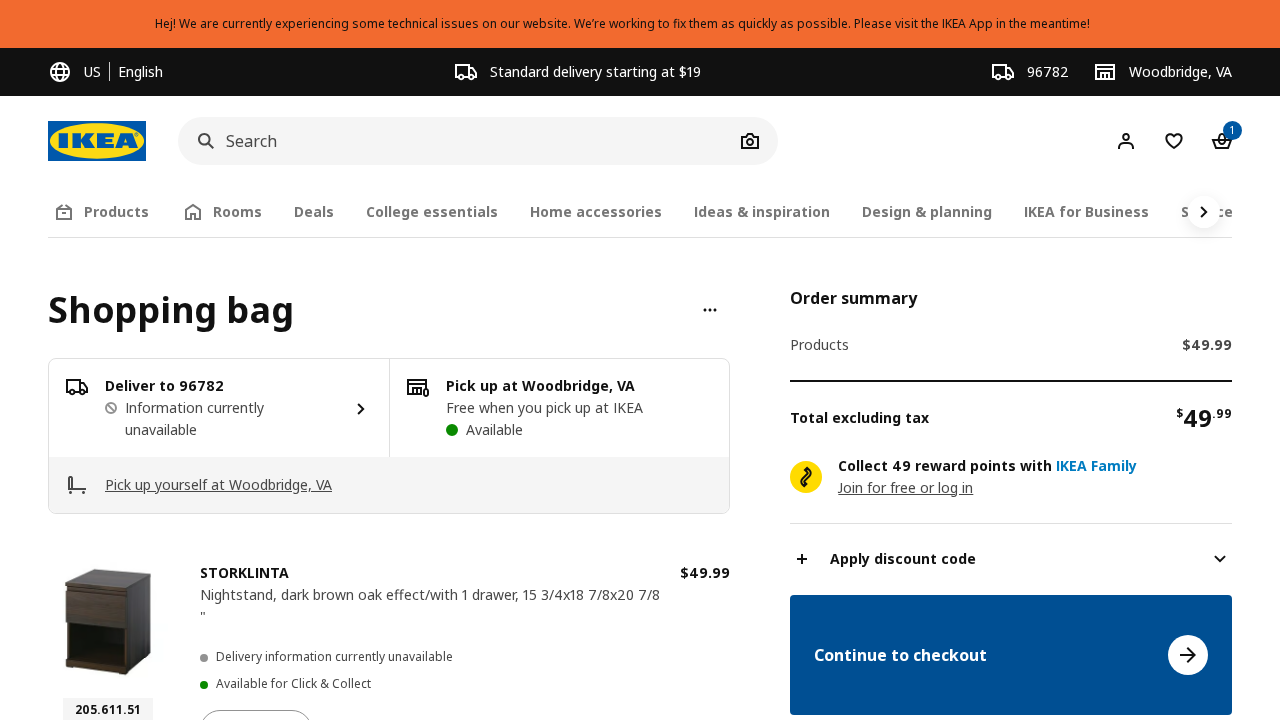 Hej! We are currently experiencing some technical issues on our website. We’re working to fix them as quickly as possible. Please visit the IKEA App in the meantime!
US English
Standard delivery starting at $19
96782
Woodbridge, VA
IKEA
Search
1
Products
Rooms
Deals
College essentials
Home accessories
Ideas & inspiration
Design & planning
IKEA for Business
Shopping bag
Deliver to 96782
Information currently
unavailable
Pick up at Woodbridge, VA
Free when you pick up at IKEA
Available
Pick up yourself at Woodbridge, VA
STORKLINTA
$49.99
Nightstand, dark brown oak effect/with 1 drawer, 15 3/4x18 7/8x20 7/8
"
Delivery information currently unavailable
Available for Click & Collect
205.611.51
Order summary
Products $49.99
Total excluding tax $49.99
Collect 49 reward points with IKEA Family
Join for free or log in
Apply discount code
Continue to checkout